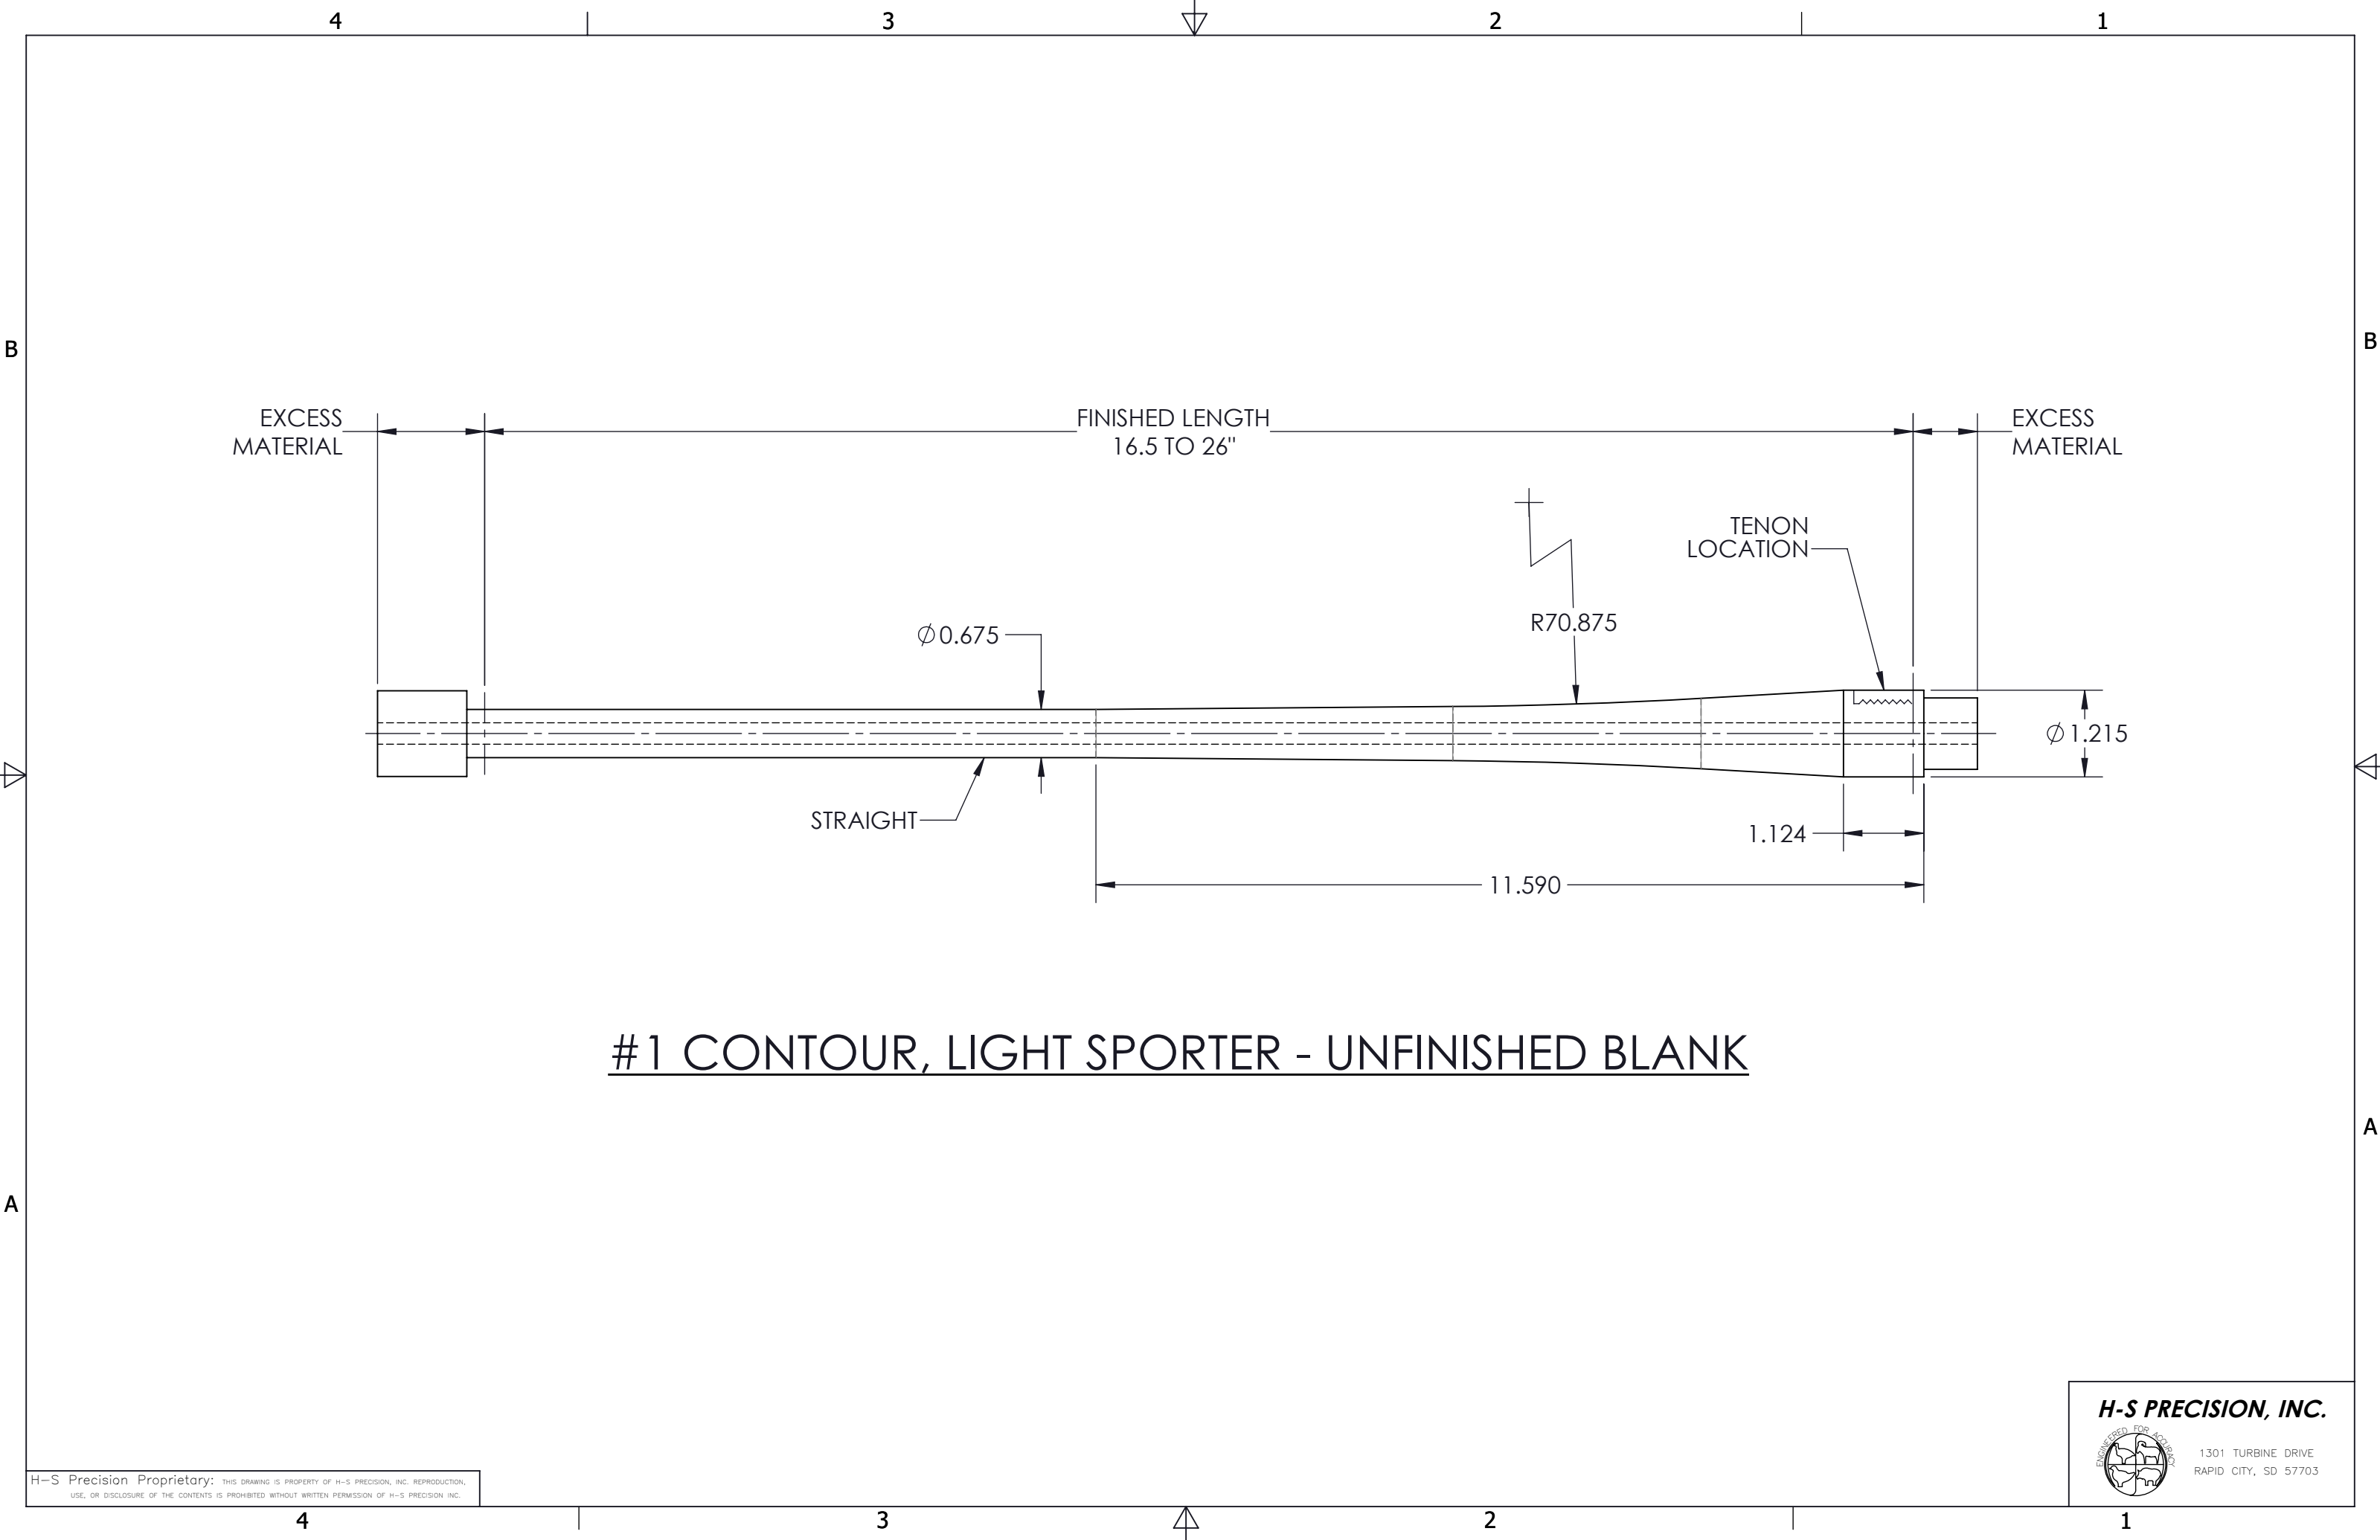 4 3 2 1
B B
EXCESS
MATERIAL
FINISHED LENGTH
16.5 TO 26"
EXCESS
MATERIAL
TENON
LOCATION
R70.875
∅0.675
∅1.215
STRAIGHT
1.124
11.590
#1 CONTOUR, LIGHT SPORTER - UNFINISHED BLANK
A A
H-S PRECISION, INC.
ENGINEERED FOR ACCURACY
1301 TURBINE DRIVE
RAPID CITY, SD 57703
H-S Precision Proprietary: THIS DRAWING IS PROPERTY OF H-S PRECISION, INC. REPRODUCTION,
USE, OR DISCLOSURE OF THE CONTENTS IS PROHIBITED WITHOUT WRITTEN PERMISSION OF H-S PRECISION INC.
4 3 2 1